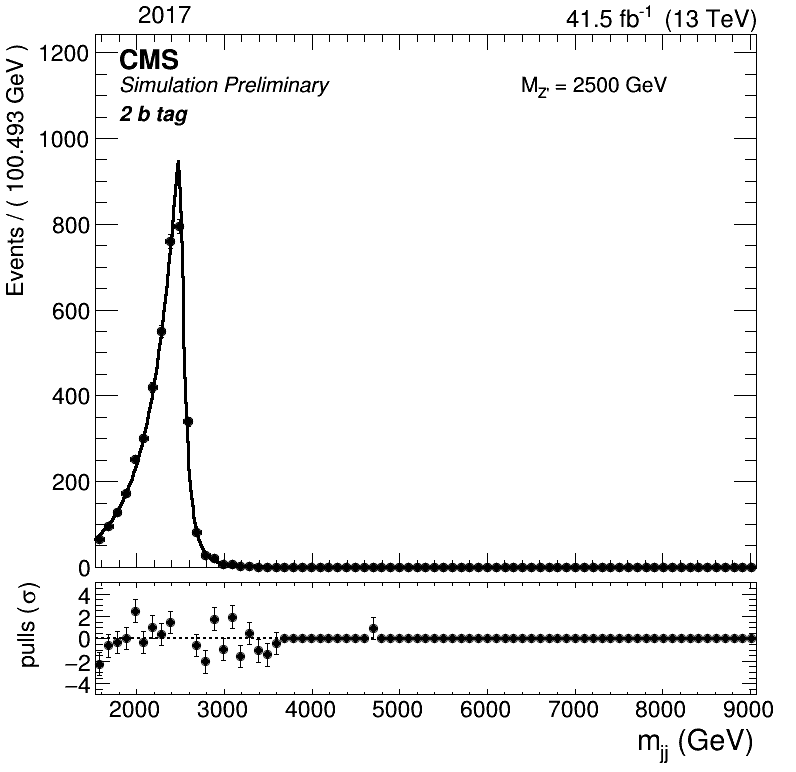 2017 41.5 fb⁻¹ (13 TeV)
CMS
Simulation Preliminary
2 b tag
M_Z' = 2500 GeV
Events / ( 100.493 GeV )
1200
1000
800
600
400
200
0
pulls (σ)
4
2
0
−2
−4
2000 3000 4000 5000 6000 7000 8000 9000
m_jj (GeV)